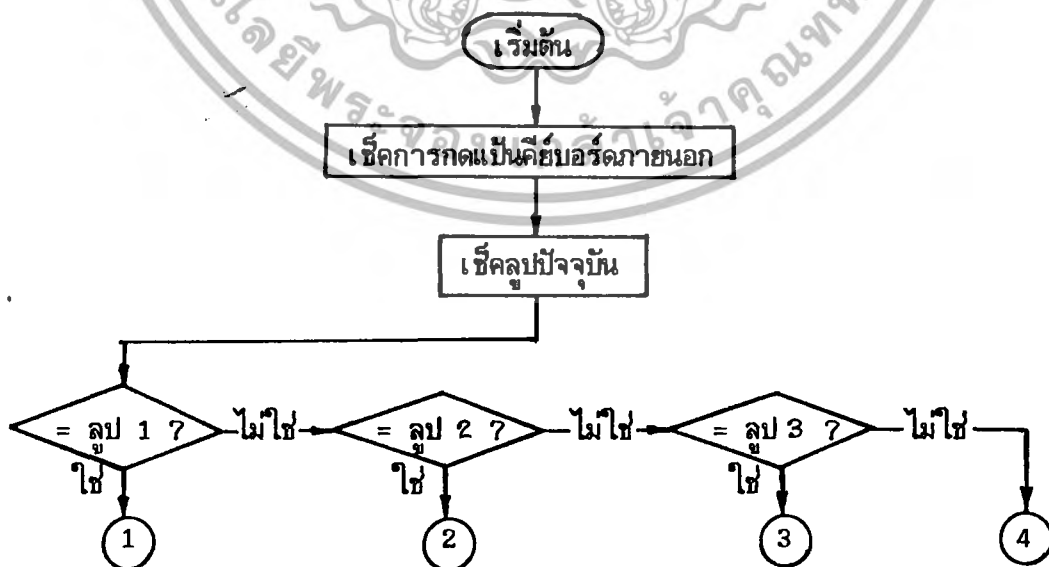 เริ่มต้น
เช็คการกดแป้นคีย์บอร์ดภายนอก
เช็คลูปปัจจุบัน
= ลูป 1 ?
ไม่ใช่
= ลูป 2 ?
ไม่ใช่
= ลูป 3 ?
ไม่ใช่
ใช่
ใช่
ใช่
1
2
3
4